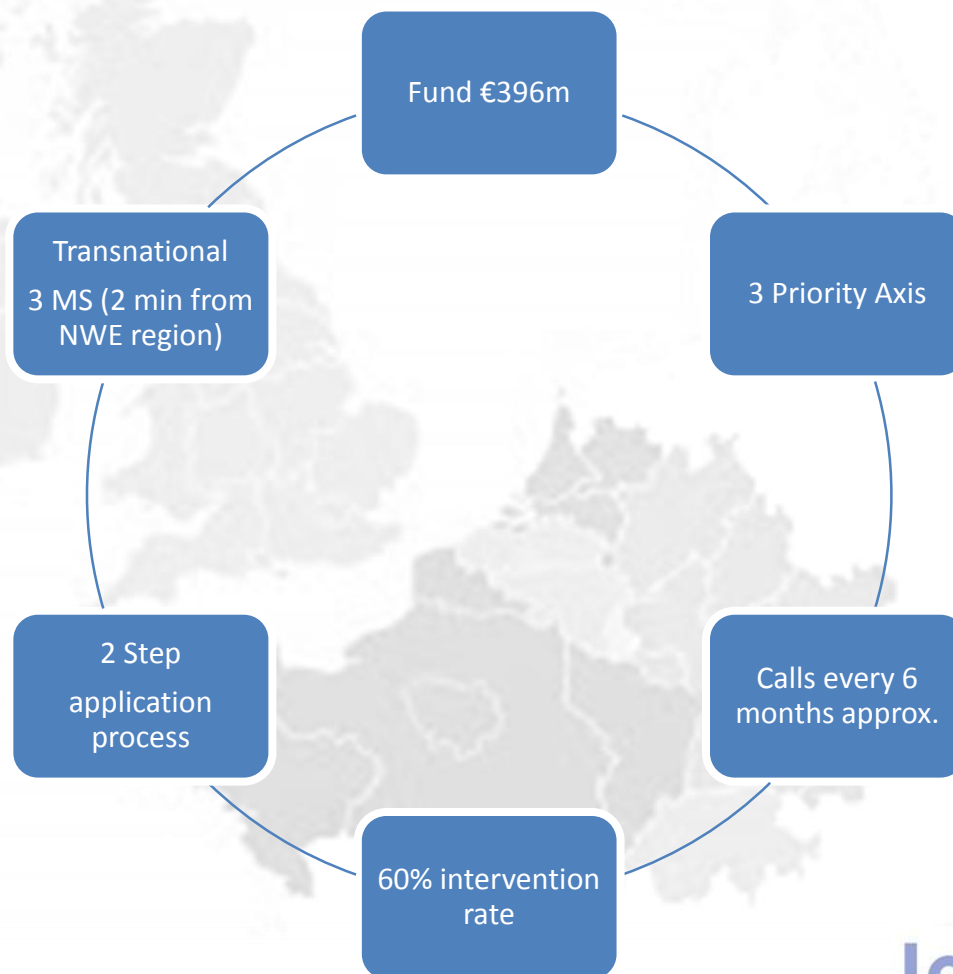 Fund €396m
3 Priority Axis
Calls every 6
months approx.
60% intervention
rate
2 Step
application
process
Transnational
3 MS (2 min from
NWE region)